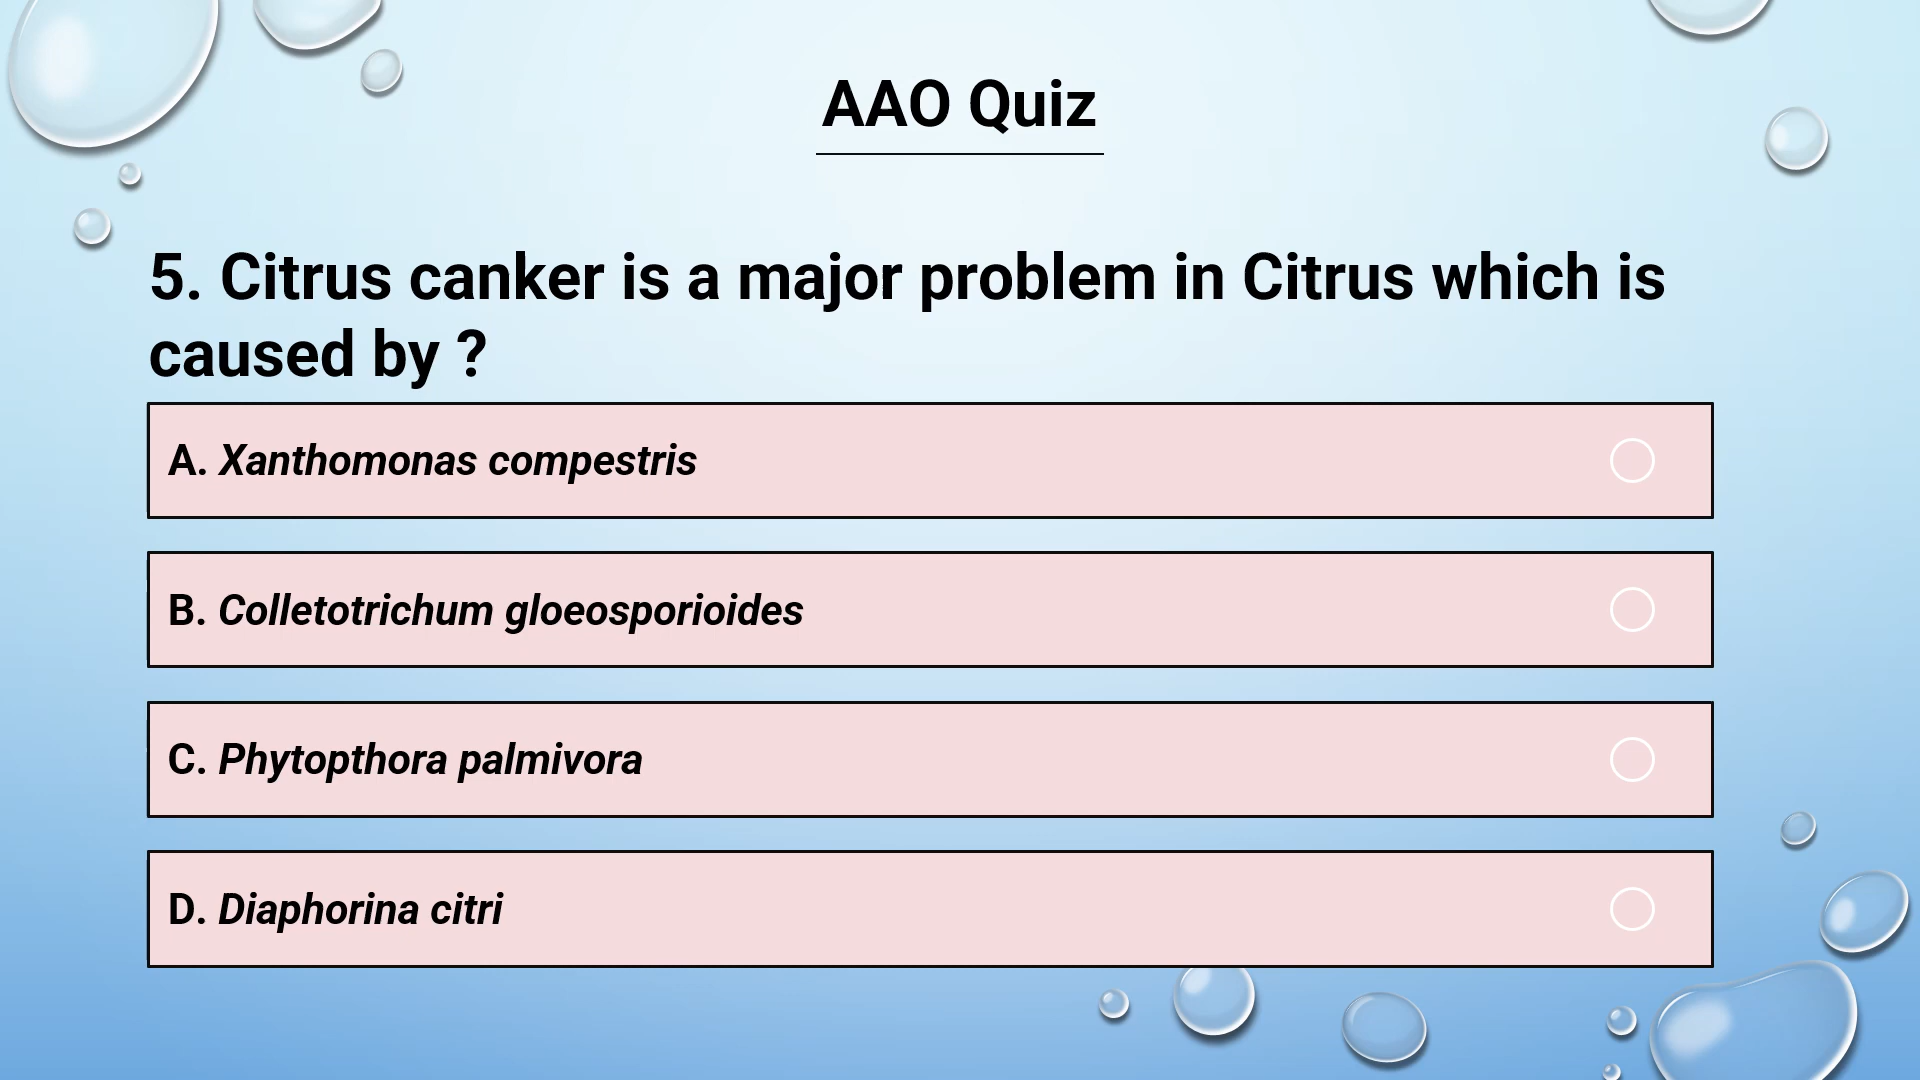 AAO Quiz
5. Citrus canker is a major problem in Citrus which is
caused by ?
A. Xanthomonas compestris
B. Colletotrichum gloeosporioides
C. Phytopthora palmivora
D. Diaphorina citri